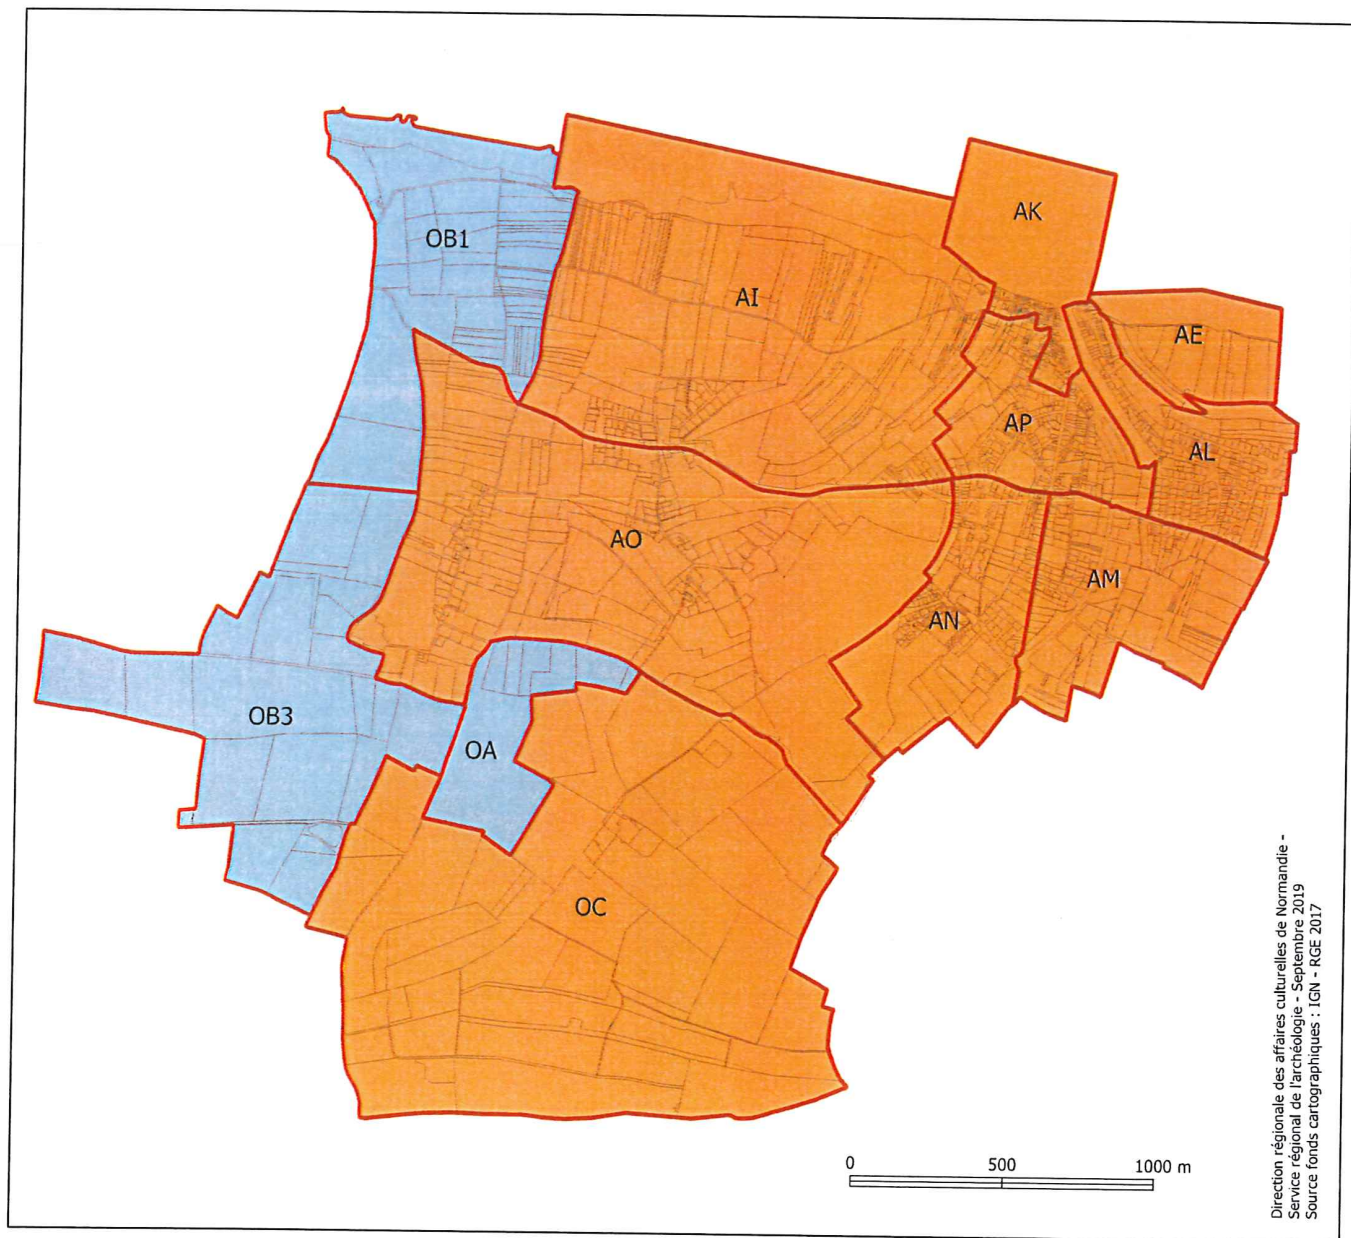 AK
OB1
AI
AE
AP
AL
AO
AM
AN
OB3
OA
OC
0 500 1000 m
Direction régionale des affaires culturelles de Normandie -
Service régional de l'archéologie - Septembre 2019
Source fonds cartographiques : IGN - RGE 2017